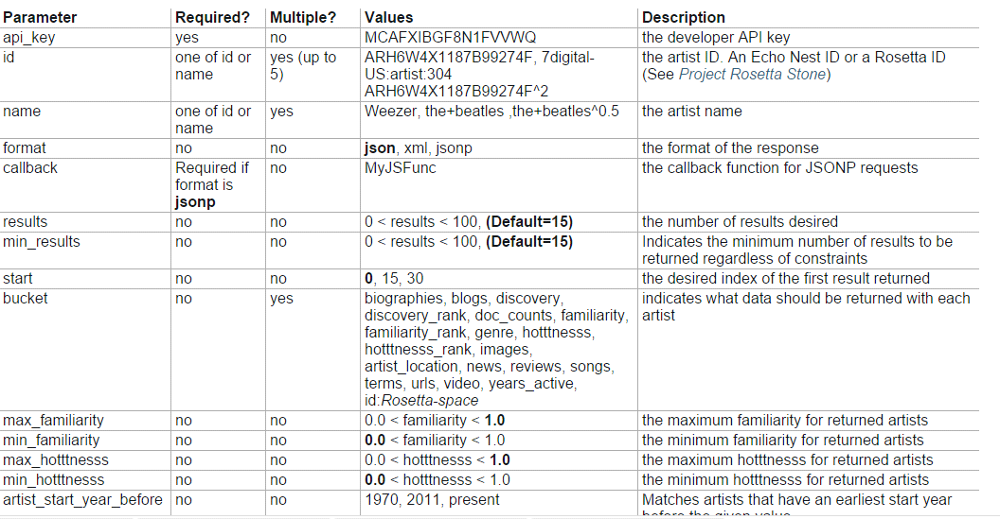 Parameter Required? Multiple? Values Description
api_key yes no MCAFXIBGF8N1FVVWQ the developer API key
id one of id or yes (up to ARH6W4X1187B99274F, 7digital- the artist ID. An Echo Nest ID or a Rosetta ID
name 5) US:artist:304 (See Project Rosetta Stone)
ARH6W4X1187B99274F^2
name one of id or yes Weezer, the+beatles ,the+beatles^0.5 the artist name
name
format no no json, xml, jsonp the format of the response
callback Required if no MyJSFunc the callback function for JSONP requests
format is
jsonp
results no no 0 < results < 100, (Default=15) the number of results desired
min_results no no 0 < results < 100, (Default=15) Indicates the minimum number of results to be
returned regardless of constraints
start no no 0, 15, 30 the desired index of the first result returned
bucket no yes biographies, blogs, discovery, indicates what data should be returned with each
discovery_rank, doc_counts, familiarity, artist
familiarity_rank, genre, hotttnesss,
hotttnesss_rank, images,
artist_location, news, reviews, songs,
terms, urls, video, years_active,
id:Rosetta-space
max_familiarity no no 0.0 < familiarity < 1.0 the maximum familiarity for returned artists
min_familiarity no no 0.0 < familiarity < 1.0 the minimum familiarity for returned artists
max_hotttnesss no no 0.0 < hotttnesss < 1.0 the maximum hotttnesss for returned artists
min_hotttnesss no no 0.0 < hotttnesss < 1.0 the minimum hotttnesss for returned artists
artist_start_year_before no no 1970, 2011, present Matches artists that have an earliest start year